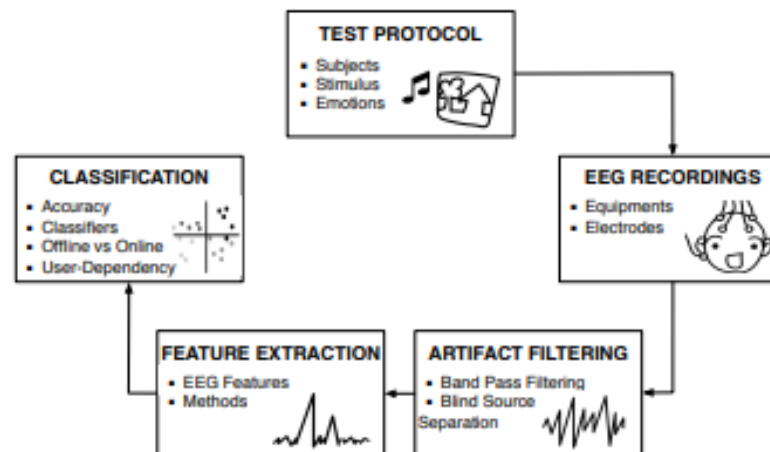 TEST PROTOCOL
▪ Subjects
▪ Stimulus
▪ Emotions
EEG RECORDINGS
▪ Equipments
▪ Electrodes
ARTIFACT FILTERING
▪ Band Pass Filtering
▪ Blind Source
Separation
FEATURE EXTRACTION
▪ EEG Features
▪ Methods
CLASSIFICATION
▪ Accuracy
▪ Classifiers
▪ Offline vs Online
▪ User-Dependency